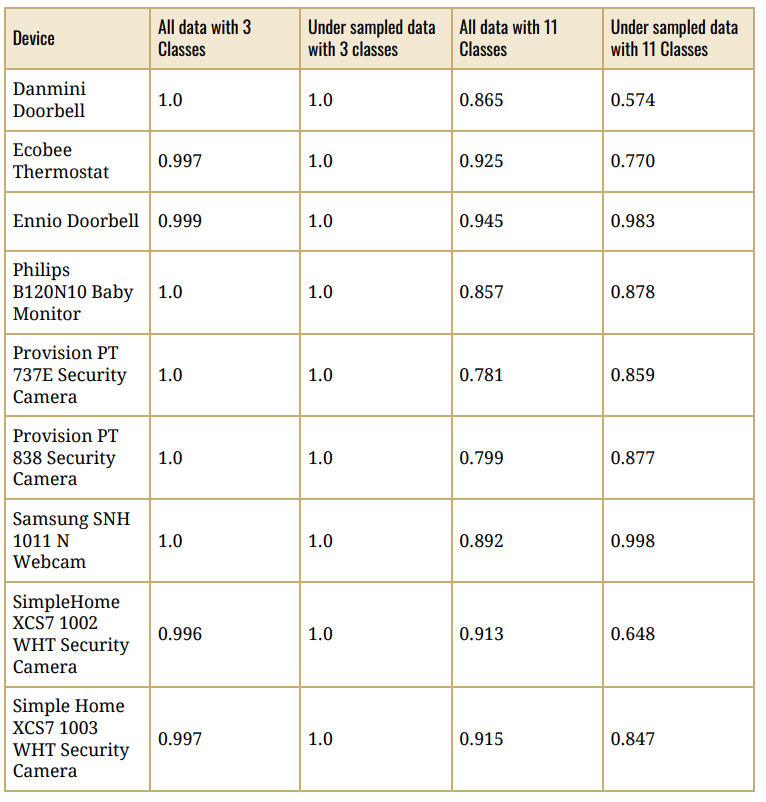 Device
All data with 3
Classes
Under sampled data
with 3 classes
All data with 11
Classes
Under sampled data
with 11 Classes
Danmini
Doorbell
1.0
1.0
0.865
0.574
Ecobee
Thermostat
0.997
1.0
0.925
0.770
Ennio Doorbell
0.999
1.0
0.945
0.983
Philips
B120N10 Baby
Monitor
1.0
1.0
0.857
0.878
Provision PT
737E Security
Camera
1.0
1.0
0.781
0.859
Provision PT
838 Security
Camera
1.0
1.0
0.799
0.877
Samsung SNH
1011 N
Webcam
1.0
1.0
0.892
0.998
SimpleHome
XCS7 1002
WHT Security
Camera
0.996
1.0
0.913
0.648
Simple Home
XCS7 1003
WHT Security
Camera
0.997
1.0
0.915
0.847